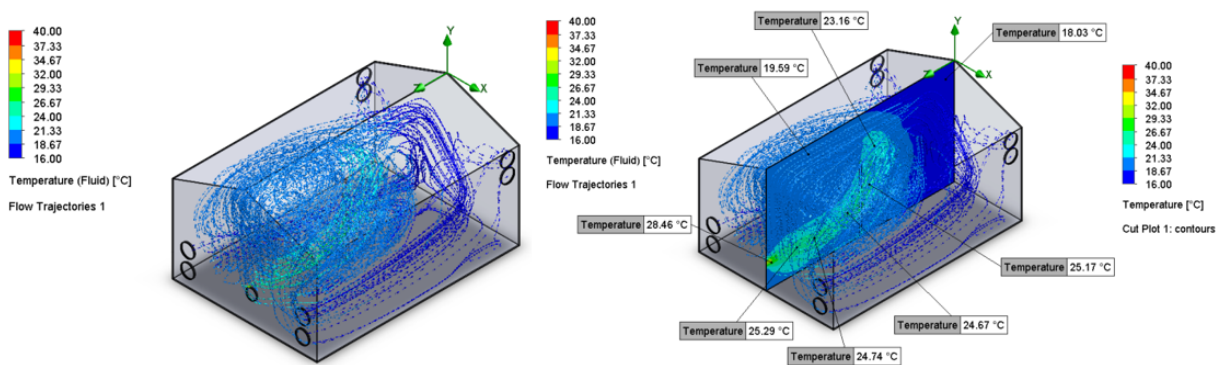 40.00
37.33
34.67
32.00
29.33
26.67
24.00
21.33
18.67
16.00
Temperature (Fluid) [°C]
Flow Trajectories 1
Y
Z
X
40.00
37.33
34.67
32.00
29.33
26.67
24.00
21.33
18.67
16.00
Temperature (Fluid) [°C]
Flow Trajectories 1
Temperature 23.16 °C
Y
Temperature 18.03 °C
Temperature 19.59 °C
Z
X
Temperature 28.46 °C
Temperature 25.17 °C
Temperature 24.67 °C
Temperature 25.29 °C
Temperature 24.74 °C
40.00
37.33
34.67
32.00
29.33
26.67
24.00
21.33
18.67
16.00
Temperature [°C]
Cut Plot 1: contours